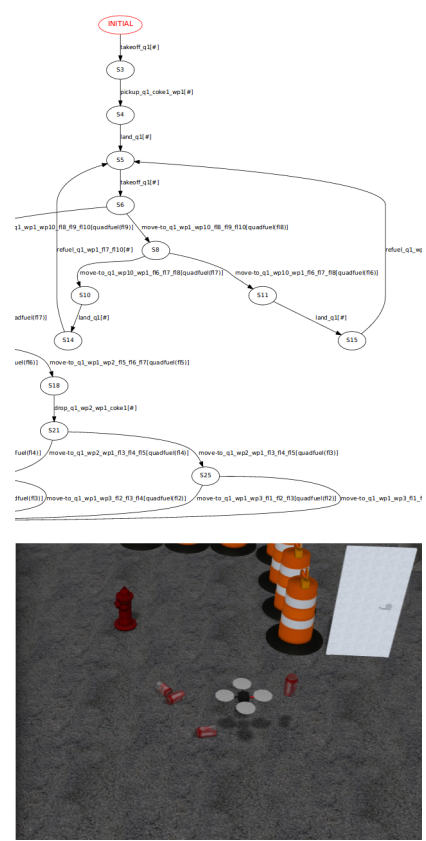 INITIAL
takeoff_q1[#]
S3
pickup_q1_coke1_wp1[#]
S4
land_q1[#]
S5
takeoff_q1[#]
S6
q1_wp1_wp10_fl8_fl9_fl10[quadfuel(fl9)]
move-to_q1_wp1_wp10_fl8_fl9_fl10[quadfuel(fl8)]
refuel_q1_wp1_fl7_fl10[#]
S8
refuel_q1_wp
move-to_q1_wp10_wp1_fl6_fl7_fl8[quadfuel(fl7)]
move-to_q1_wp10_wp1_fl6_fl7_fl8[quadfuel(fl6)]
S10
S11
adfuel(fl7)]
land_q1[#]
land_q1[#]
S14
S15
uel(fl6)]
move-to_q1_wp1_wp2_fl5_fl6_fl7[quadfuel(fl5)]
S18
drop_q1_wp2_wp1_coke1[#]
S21
fuel(fl4)]
move-to_q1_wp2_wp1_fl3_fl4_fl5[quadfuel(fl4)]
move-to_q1_wp2_wp1_fl3_fl4_fl5[quadfuel(fl3)]
S25
dfuel(fl3)]
move-to_q1_wp1_wp3_fl2_fl3_fl4[quadfuel(fl2)]
move-to_q1_wp1_wp3_fl1_fl2_fl3[quadfuel(fl2)]
move-to_q1_wp1_wp3_fl1_f